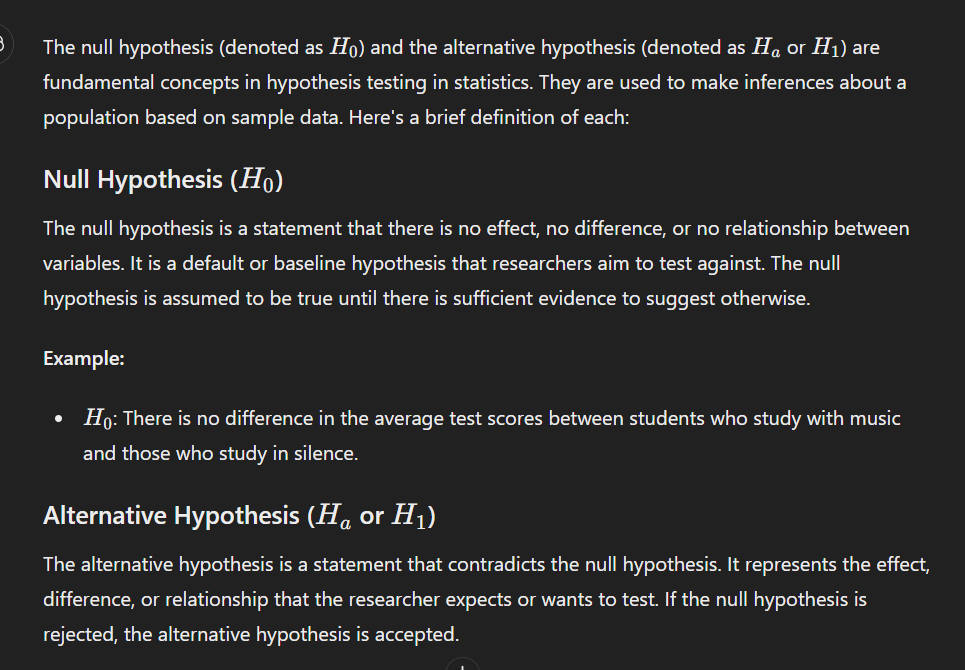 The null hypothesis (denoted as H₀) and the alternative hypothesis (denoted as Hₐ or H₁) are
fundamental concepts in hypothesis testing in statistics. They are used to make inferences about a
population based on sample data. Here's a brief definition of each:
Null Hypothesis (H₀)
The null hypothesis is a statement that there is no effect, no difference, or no relationship between
variables. It is a default or baseline hypothesis that researchers aim to test against. The null
hypothesis is assumed to be true until there is sufficient evidence to suggest otherwise.
Example:
• H₀: There is no difference in the average test scores between students who study with music
and those who study in silence.
Alternative Hypothesis (Hₐ or H₁)
The alternative hypothesis is a statement that contradicts the null hypothesis. It represents the effect,
difference, or relationship that the researcher expects or wants to test. If the null hypothesis is
rejected, the alternative hypothesis is accepted.